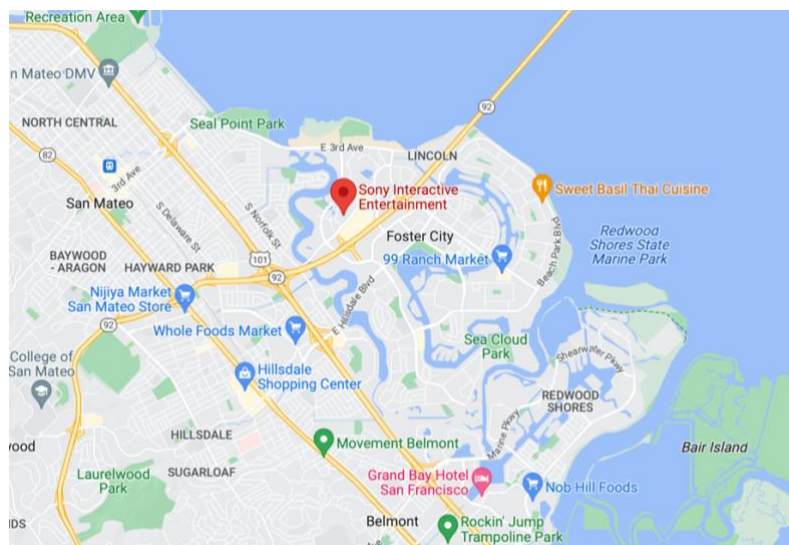 Recreation Area
n Mateo DMV
92
NORTH CENTRAL
Seal Point Park
E 3rd Ave
LINCOLN
82
3rd Ave
San Mateo
S Delaware St
S Norfolk St
Sony Interactive
Entertainment
Sweet Basil Thai Cuisine
Foster City
Redwood
Shores State
Marine Park
BAYWOOD
- ARAGON
HAYWARD PARK
101
92
99 Ranch Market
Beach Park Blvd
Nijiya Market
San Mateo Store
E Hillsdale Blvd
92
Whole Foods Market
Sea Cloud
Park
College of
San Mateo
Hillsdale
Shopping Center
Shearwater Pkwy
REDWOOD
SHORES
HILLSDALE
Movement Belmont
Marine Pkwy
Bair Island
wood
SUGARLOAF
Laurelwood
Park
Grand Bay Hotel
San Francisco
Nob Hill Foods
NDS
Belmont
Rockin' Jump
Trampoline Park